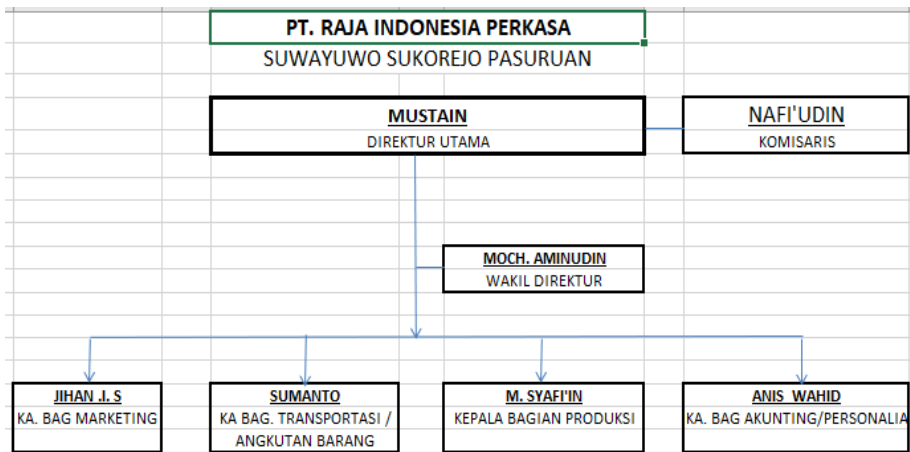 PT. RAJA INDONESIA PERKASA
SUWAYUWO SUKOREJO PASURUAN
MUSTAIN
DIREKTUR UTAMA
NAFI'UDIN
KOMISARIS
MOCH. AMINUDIN
WAKIL DIREKTUR
JIHAN .I. S
KA. BAG MARKETING
SUMANTO
KA BAG. TRANSPORTASI /
ANGKUTAN BARANG
M. SYAFI'IN
KEPALA BAGIAN PRODUKSI
ANIS WAHID
KA. BAG AKUNTING/PERSONALIA